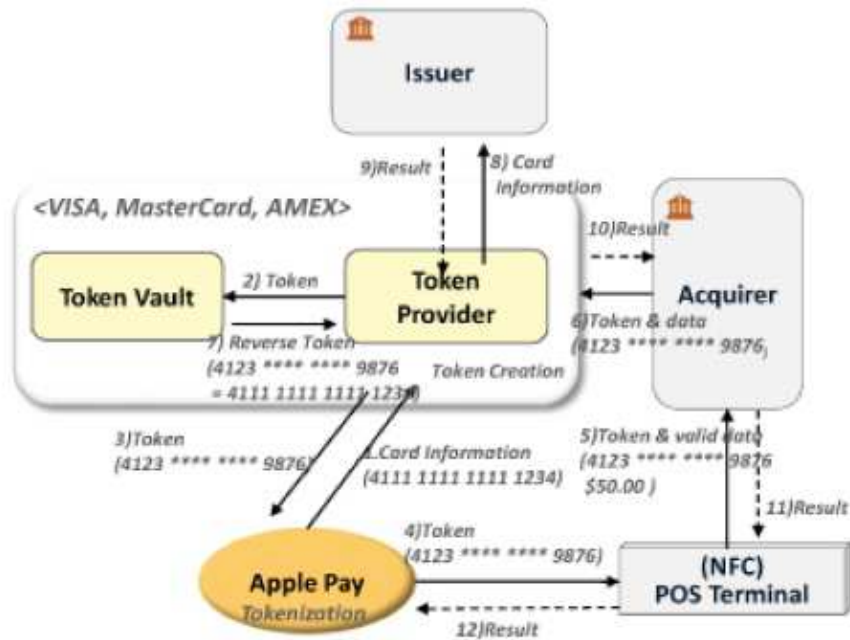 Issuer
9)Result
8) Card
Information
<VISA, MasterCard, AMEX>
10)Result
Token Vault
2) Token
Token
Provider
Acquirer
6)Token & data
(4123 **** **** 9876)
7) Reverse Token
(4123 **** **** 9876
= 4111 1111 1111 1234)
Token Creation
3)Token
(4123 **** **** 9876)
1.Card Information
(4111 1111 1111 1234)
5)Token & valid data
(4123 **** **** 9876
$50.00 )
11)Result
4)Token
(4123 **** **** 9876)
Apple Pay
Tokenization
(NFC)
POS Terminal
12)Result